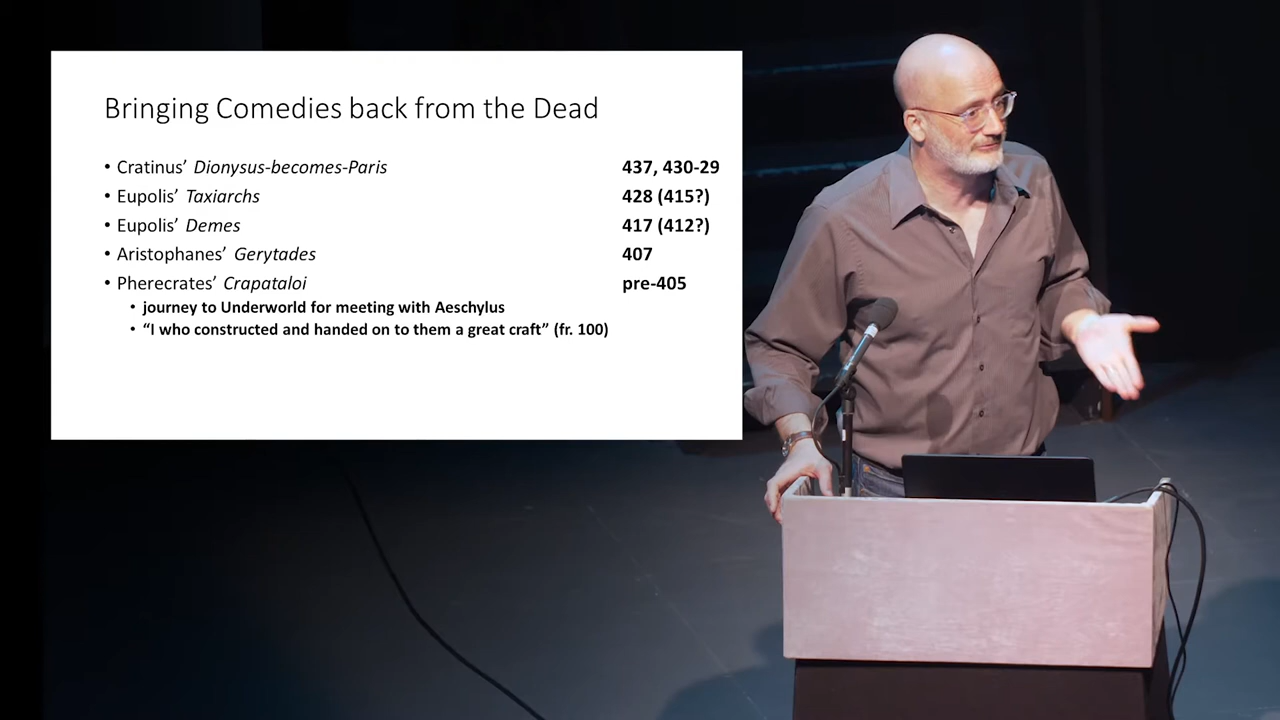 Bringing Comedies back from the Dead
• Cratinus’ Dionysus-becomes-Paris 437, 430-29
• Eupolis’ Taxiarchs 428 (415?)
• Eupolis’ Demes 417 (412?)
• Aristophanes’ Gerytades 407
• Pherecrates’ Crapataloi pre-405
• journey to Underworld for meeting with Aeschylus
• “I who constructed and handed on to them a great craft” (fr. 100)